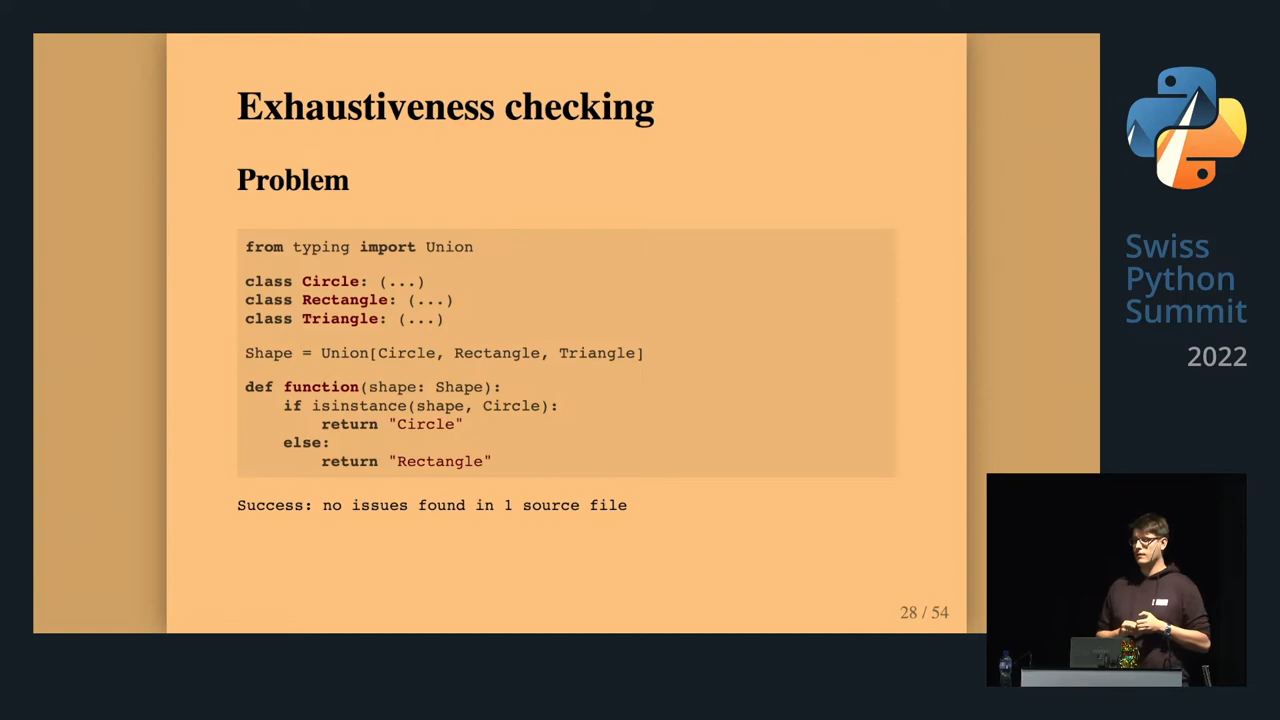 Exhaustiveness checking
Problem
from typing import Union
class Circle: (...)
class Rectangle: (...)
class Triangle: (...)
Shape = Union[Circle, Rectangle, Triangle]
def function(shape: Shape):
    if isinstance(shape, Circle):
        return "Circle"
    else:
        return "Rectangle"
Success: no issues found in 1 source file
28 / 54
Swiss
Python
Summit
2022